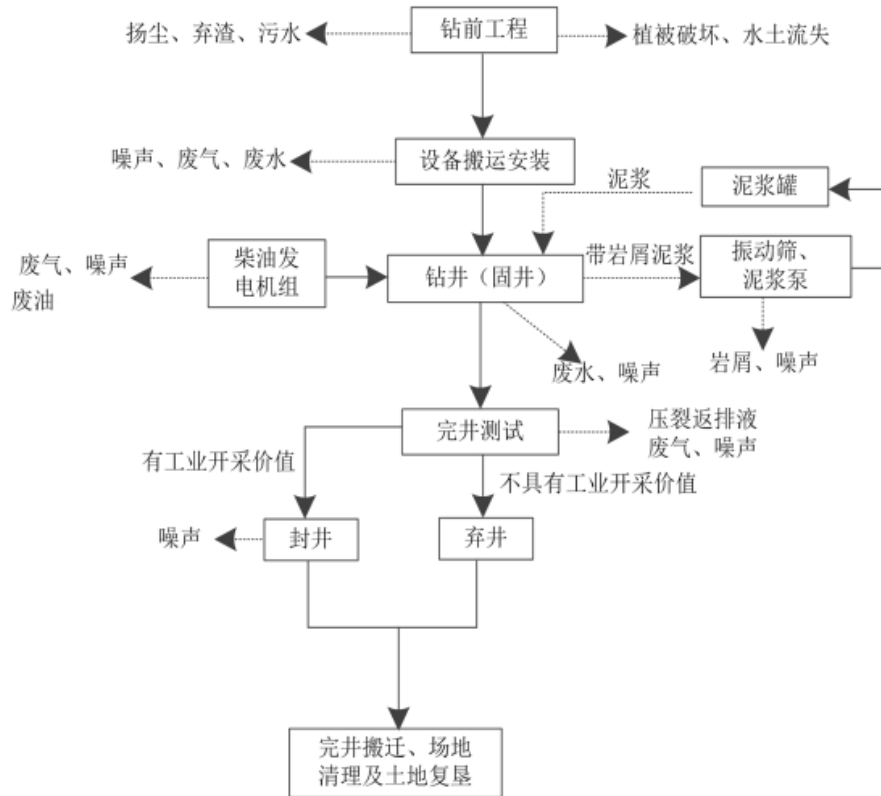 扬尘、弃渣、污水
钻前工程
植被破坏、水土流失
噪声、废气、废水
设备搬运安装
泥浆
泥浆罐
废气、噪声
废油
柴油发
电机组
钻井（固井）
带岩屑泥浆
振动筛、
泥浆泵
废水、噪声
岩屑、噪声
完井测试
压裂返排液
废气、噪声
有工业开采价值
不具有工业开采价值
噪声
封井
弃井
完井搬迁、场地
清理及土地复垦